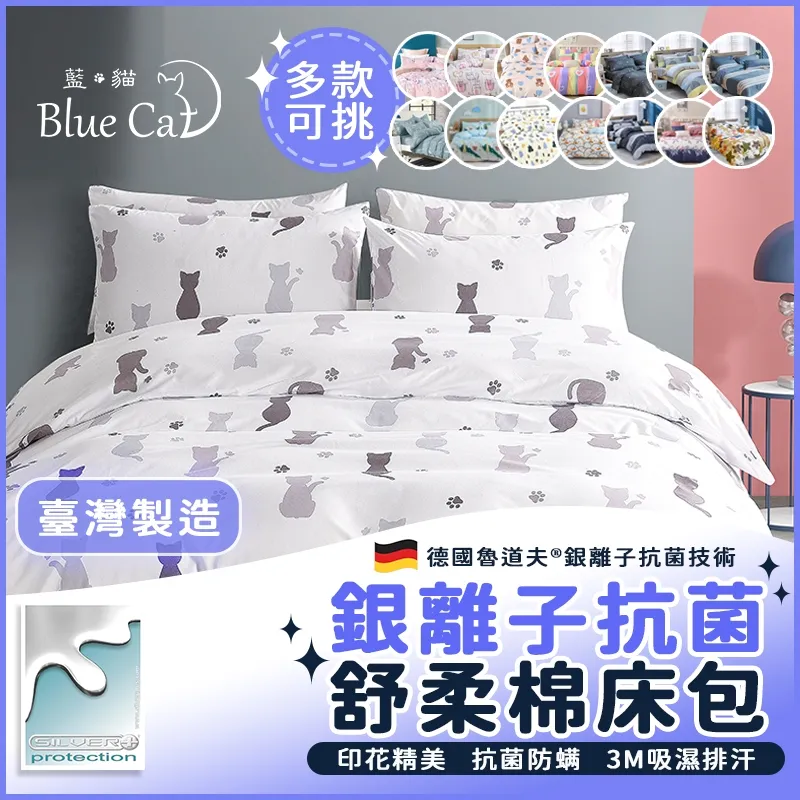 藍貓
Blue Cat
多款
可挑
臺灣製造
德國魯道夫®銀離子抗菌技術
銀離子抗菌
舒柔棉床包
印花精美 抗菌防螨 3M吸濕排汗
SILVER+
protection